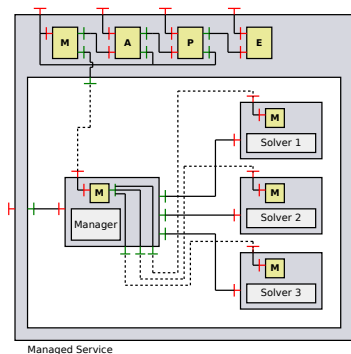 M A P E
M
Solver 1
M
Manager
M
Solver 2
M
Solver 3
Managed Service